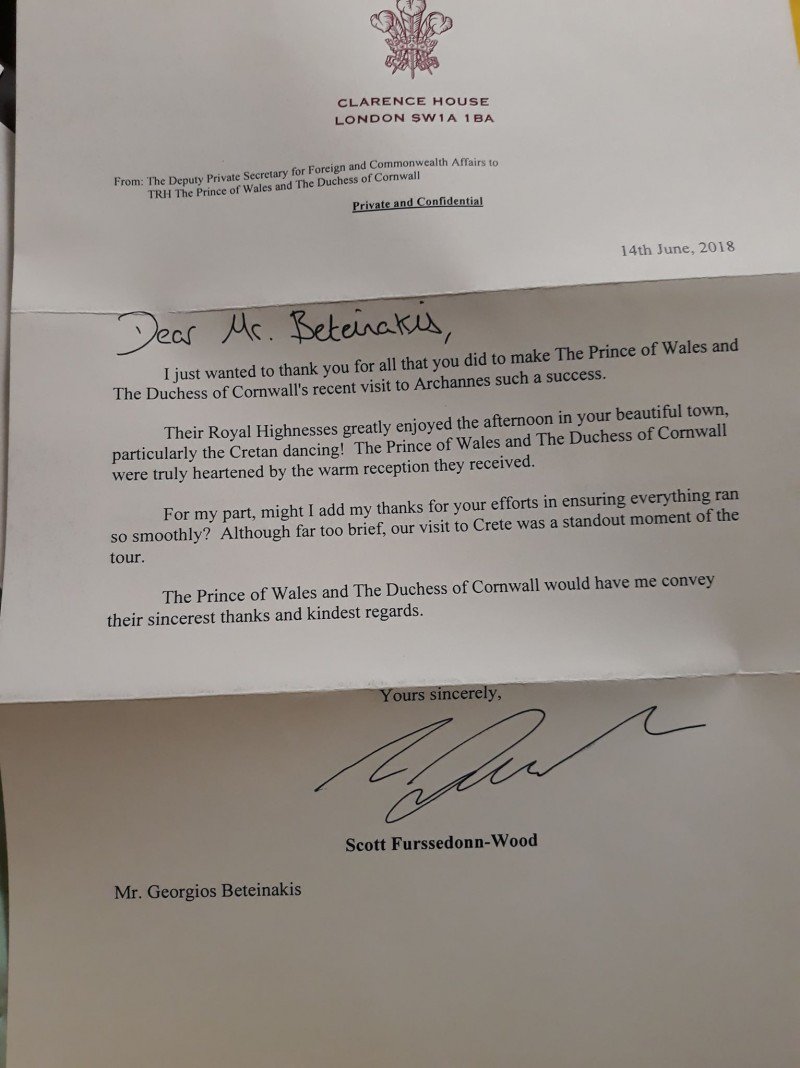 CLARENCE HOUSE
LONDON SW1A 1BA
From: The Deputy Private Secretary for Foreign and Commonwealth Affairs to
TRH The Prince of Wales and The Duchess of Cornwall
Private and Confidential
14th June, 2018
Dear Mr. Beteinakis,
I just wanted to thank you for all that you did to make The Prince of Wales and
The Duchess of Cornwall's recent visit to Archannes such a success.
Their Royal Highnesses greatly enjoyed the afternoon in your beautiful town,
particularly the Cretan dancing! The Prince of Wales and The Duchess of Cornwall
were truly heartened by the warm reception they received.
For my part, might I add my thanks for your efforts in ensuring everything ran
so smoothly? Although far too brief, our visit to Crete was a standout moment of the
tour.
The Prince of Wales and The Duchess of Cornwall would have me convey
their sincerest thanks and kindest regards.
Yours sincerely,
Scott Furssedonn-Wood
Mr. Georgios Beteinakis